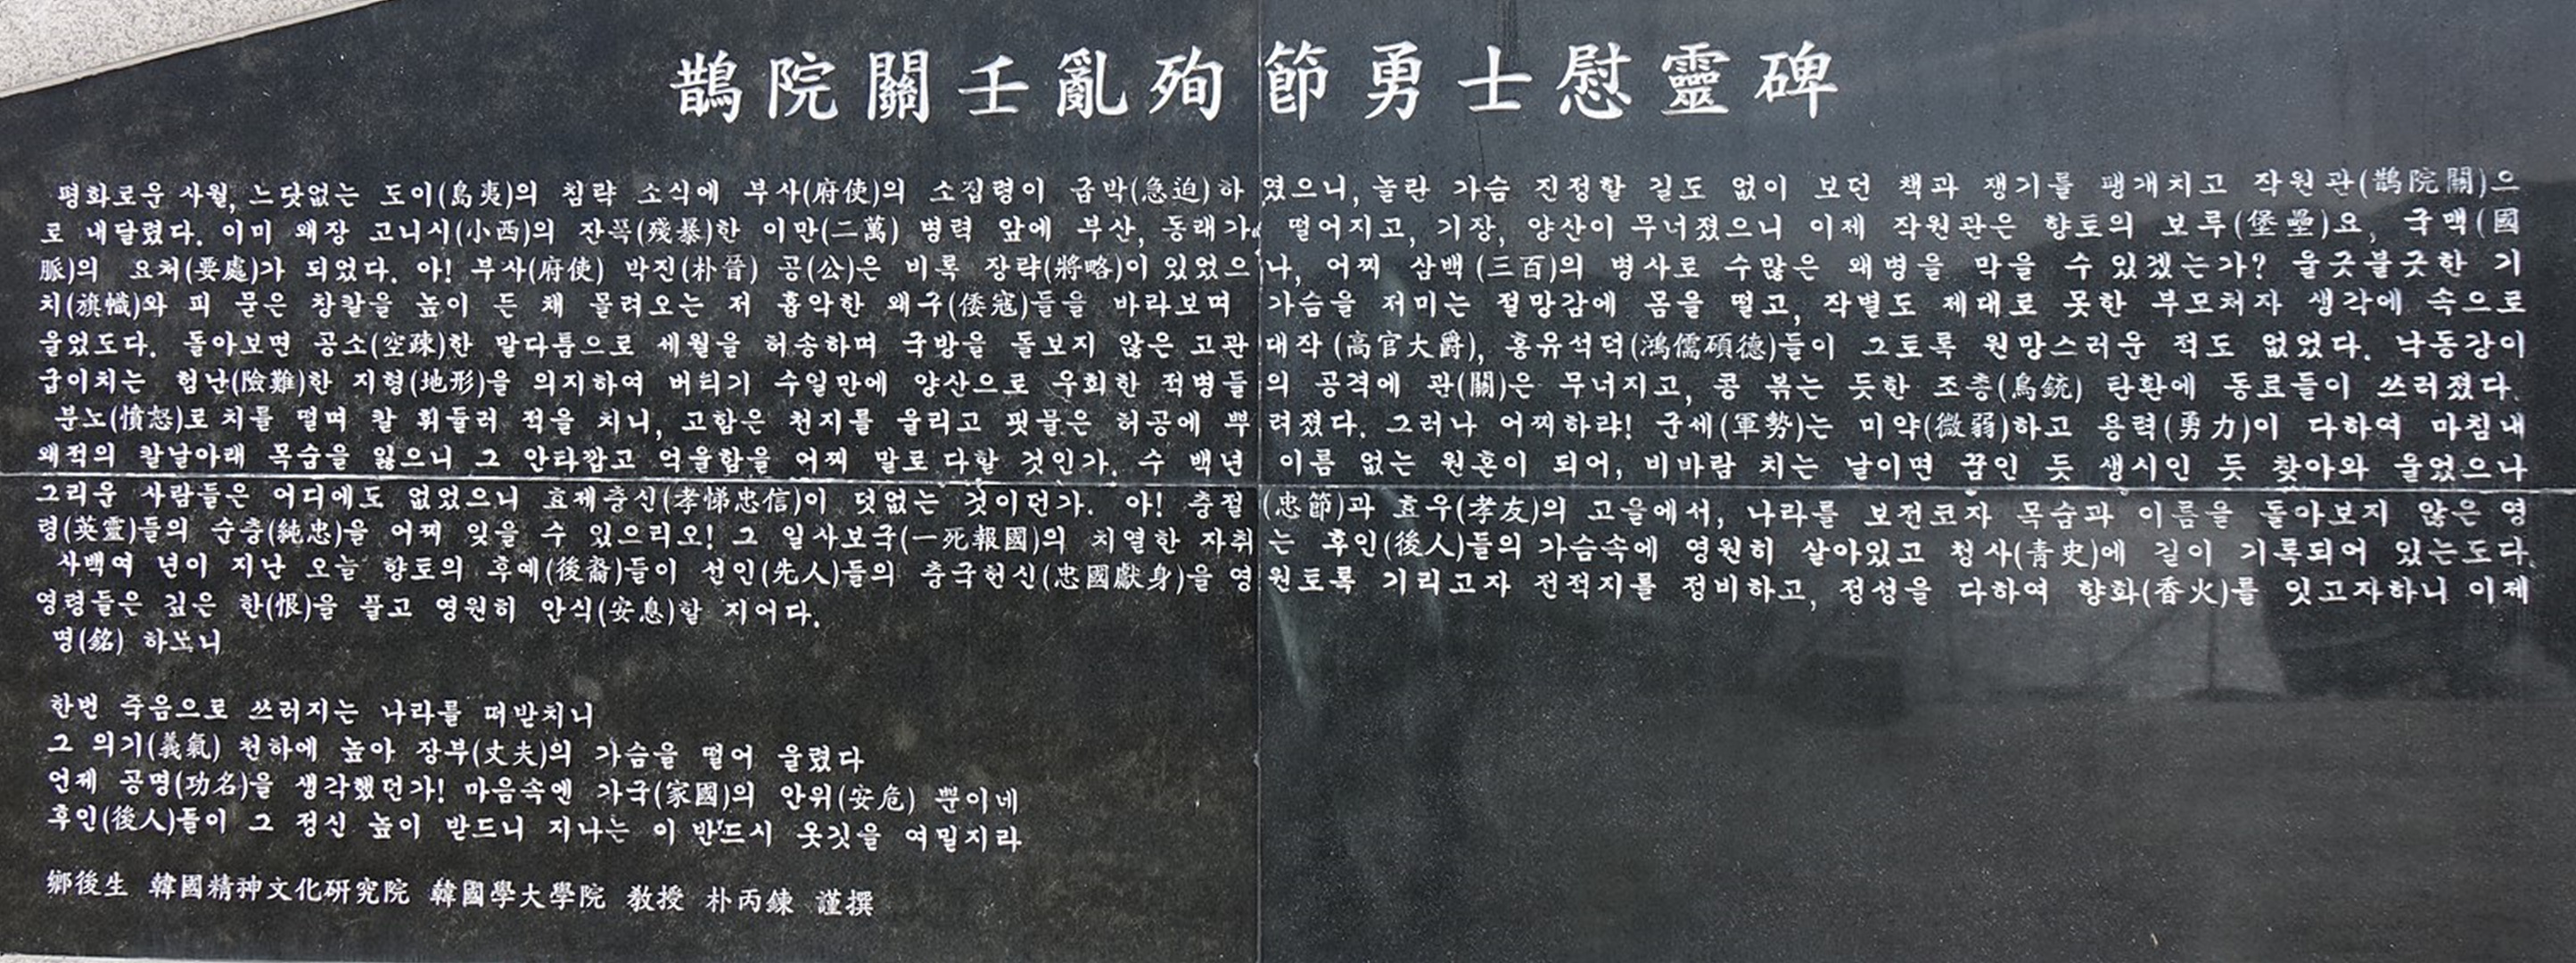 鵲院關壬亂殉節勇士慰靈碑
평화로운 사월, 느닷없는 도이(島夷)의 침략 소식에 부사(府使)의 소집령이 급박(急迫)하였으니, 놀란 가슴 진정할 길도 없이 보던 책과 쟁기를 팽개치고 작원관(鵲院關)으
로 내달렸다. 이미 왜장 고니시(小西)의 잔폭(殘暴)한 이만(二萬) 병력 앞에 부산, 동래가 떨어지고, 기장, 양산이 무너졌으니 이제 작원관은 향토의 보루(堡壘)요, 국맥(國
脈)의 요처(要處)가 되었다. 아! 부사(府使) 박진(朴晉) 공(公)은 비록 장략(將略)이 있었으나, 어찌 삼백(三百)의 병사로 수많은 왜병을 막을 수 있겠는가? 울긋불긋한 기
치(旗幟)와 피 묻은 창칼을 높이 든 채 몰려오는 저 흉악한 왜구(倭寇)들을 바라보며 가슴을 저미는 절망감에 몸을 떨고, 작별도 제대로 못한 부모처자 생각에 속으로
울었도다. 돌아보면 공소(空疎)한 말다툼으로 세월을 허송하며 국방을 돌보지 않은 고관대작(高官大爵), 홍유석덕(鴻儒碩德)들이 그토록 원망스러운 적도 없었다. 낙동강이
굽이치는 험난(險難)한 지형(地形)을 의지하여 버티기 수일만에 양산으로 우회한 적병들의 공격에 관(關)은 무너지고, 콩 볶는 듯한 조총(鳥銃) 탄환에 동료들이 쓰러졌다.
분노(憤怒)로 치를 떨며 칼 휘둘러 적을 치니, 고함은 천지를 울리고 핏물은 허공에 뿌려졌다. 그러나 어찌하랴! 군세(軍勢)는 미약(微弱)하고 용력(勇力)이 다하여 마침내
왜적의 칼날아래 목숨을 잃으니 그 안타깝고 억울함을 어찌 말로 다할 것인가. 수 백년 이름 없는 원혼이 되어, 비바람 치는 날이면 꿈인 듯 생시인 듯 찾아와 울었으나
그리운 사람들은 어디에도 없었으니 효제충신(孝悌忠信)이 덧없는 것이던가. 아! 충절(忠節)과 효우(孝友)의 고을에서, 나라를 보전코자 목숨과 이름을 돌아보지 않은 영
령(英靈)들의 순충(純忠)을 어찌 잊을 수 있으리오! 그 일사보국(一死報國)의 치열한 자취는 후인(後人)들의 가슴속에 영원히 살아있고 청사(靑史)에 길이 기록되어 있는도다.
사백여 년이 지난 오늘 향토의 후예(後裔)들이 선인(先人)들의 충국헌신(忠國獻身)을 영원토록 기리고자 전적지를 정비하고, 정성을 다하여 향화(香火)를 잇고자하니 이제
영령들은 깊은 한(恨)을 풀고 영원히 안식(安息)할 지어다.
명(銘) 하노니
한번 죽음으로 쓰러지는 나라를 떠받치니
그 의기(義氣) 천하에 높아 장부(丈夫)의 가슴을 떨어 울렸다
언제 공명(功名)을 생각했던가! 마음속엔 가국(家國)의 안위(安危) 뿐이네
후인(後人)들이 그 정신 높이 받드니 지나는 이 반드시 옷깃을 여밀지라
鄕後生 韓國精神文化硏究院 韓國學大學院 敎授 朴丙鍊 謹撰